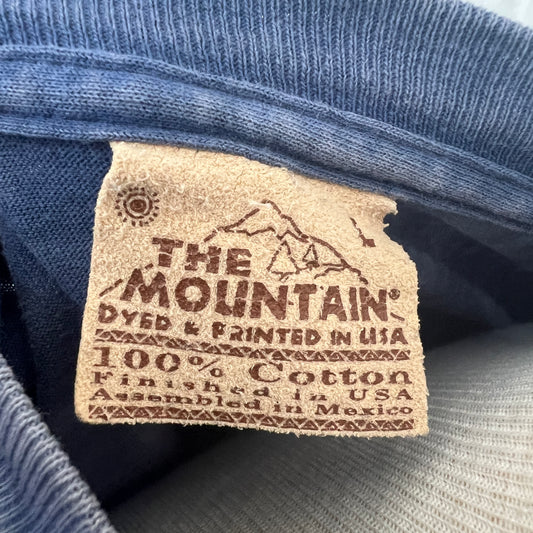 THE
MOUNTAIN®
DYED & PRINTED IN USA
100% Cotton
Finished in USA
Assembled in Mexico